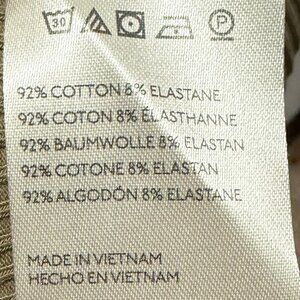 30 P
92% COTTON 8% ELASTANE
92% COTON 8% ÉLASTHANNE
92% BAUMWOLLE 8% ELASTAN
92% COTONE 8% ELASTAN
92% ALGODÓN 8% ELASTANE
MADE IN VIETNAM
HECHO EN VIETNAM